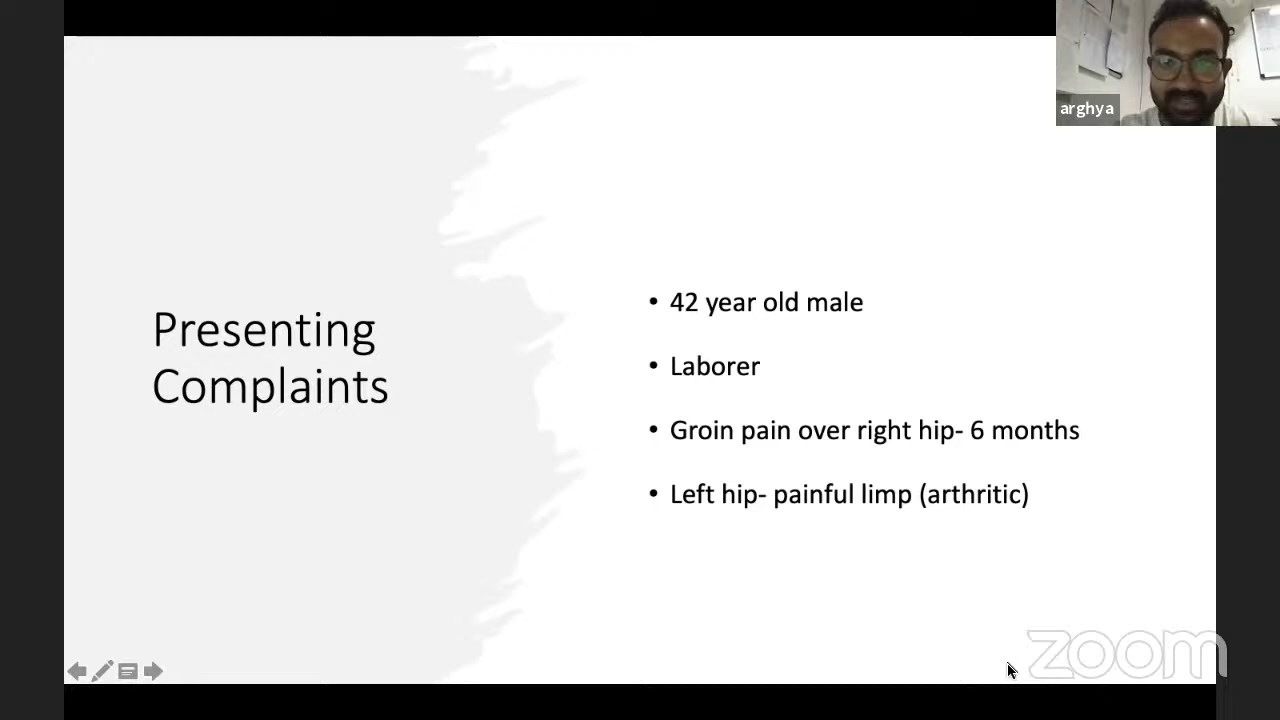 arghya
Presenting
Complaints
• 42 year old male
• Laborer
• Groin pain over right hip- 6 months
• Left hip- painful limp (arthritic)
zoom